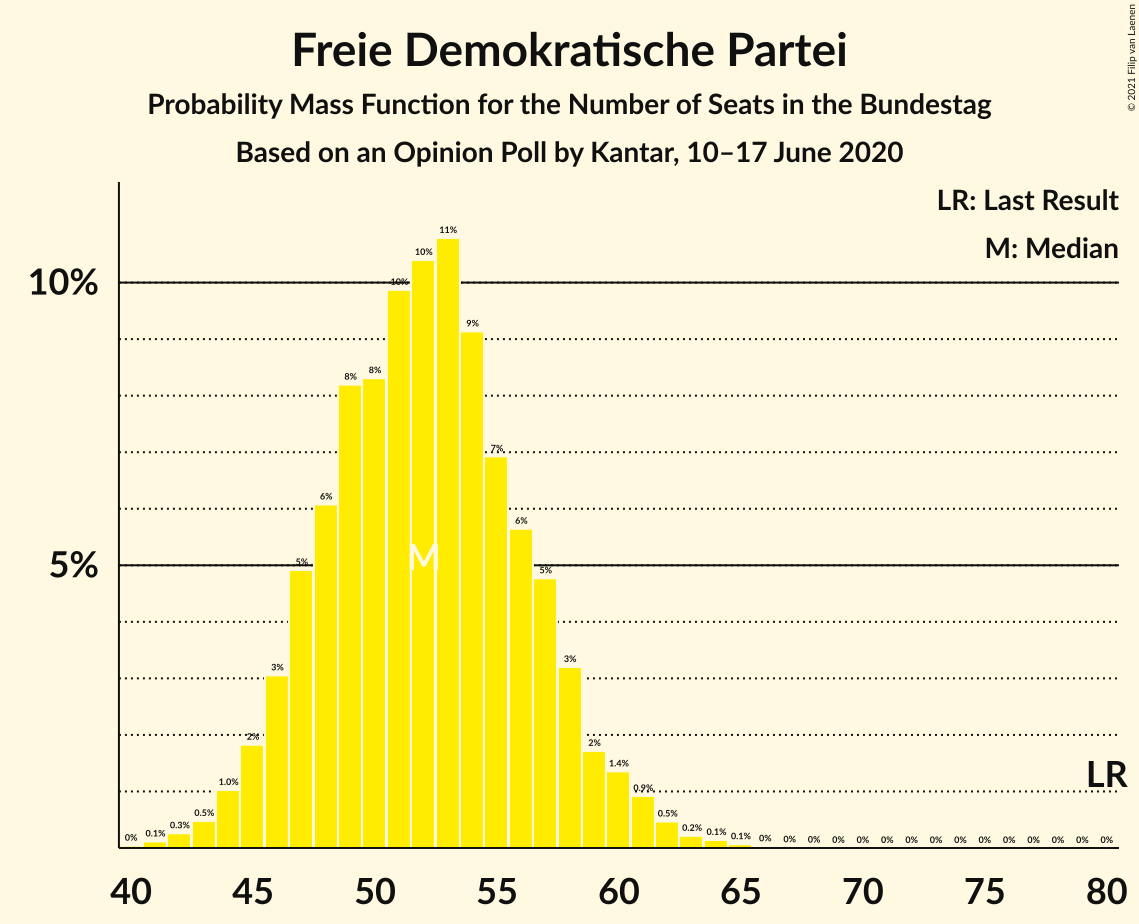 Freie Demokratische Partei
Probability Mass Function for the Number of Seats in the Bundestag
Based on an Opinion Poll by Kantar, 10–17 June 2020
© 2021 Filip van Laenen
LR: Last Result
M: Median
10%
5%
0% 0.1% 0.3% 0.5% 1.0% 2% 3% 5% 6% 8% 8% 10% 10% 11% 9% 7% 6% 5% 3% 2% 1.4% 0.9% 0.5% 0.2% 0.1% 0.1% 0% 0% 0% 0% 0% 0% 0% 0% 0% 0% 0% 0% 0% 0% 0%
M
LR
40 45 50 55 60 65 70 75 80